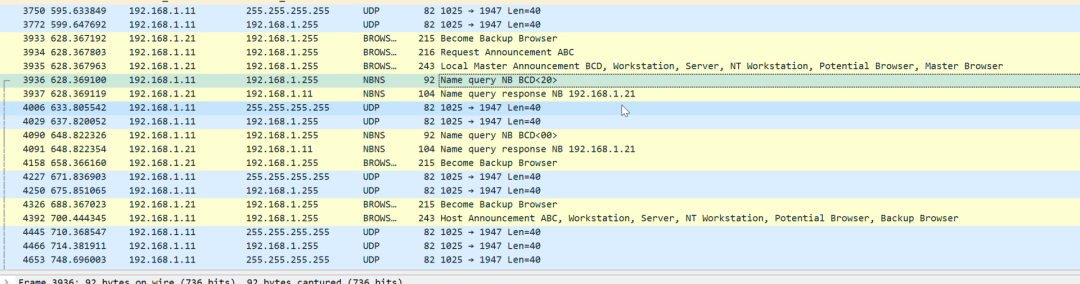 3750 595.633849 192.168.1.11 255.255.255.255 UDP 82 1025 → 1947 Len=40
3772 599.647692 192.168.1.11 192.168.1.255 UDP 82 1025 → 1947 Len=40
3933 628.367192 192.168.1.21 192.168.1.255 BROWS… 215 Become Backup Browser
3934 628.367803 192.168.1.11 192.168.1.255 BROWS… 216 Request Announcement ABC
3935 628.367963 192.168.1.21 192.168.1.255 BROWS… 243 Local Master Announcement BCD, Workstation, Server, NT Workstation, Potential Browser, Master Browser
3936 628.369100 192.168.1.11 192.168.1.255 NBNS 92 Name query NB BCD<20>
3937 628.369119 192.168.1.21 192.168.1.11 NBNS 104 Name query response NB 192.168.1.21
4006 633.805542 192.168.1.11 255.255.255.255 UDP 82 1025 → 1947 Len=40
4029 637.820052 192.168.1.11 192.168.1.255 UDP 82 1025 → 1947 Len=40
4090 648.822326 192.168.1.11 192.168.1.255 NBNS 92 Name query NB BCD<00>
4091 648.822354 192.168.1.21 192.168.1.11 NBNS 104 Name query response NB 192.168.1.21
4158 658.366160 192.168.1.21 192.168.1.255 BROWS… 215 Become Backup Browser
4227 671.836903 192.168.1.11 255.255.255.255 UDP 82 1025 → 1947 Len=40
4250 675.851065 192.168.1.11 192.168.1.255 UDP 82 1025 → 1947 Len=40
4326 688.367023 192.168.1.21 192.168.1.255 BROWS… 215 Become Backup Browser
4392 700.444345 192.168.1.11 192.168.1.255 BROWS… 243 Host Announcement ABC, Workstation, Server, NT Workstation, Potential Browser, Backup Browser
4445 710.368547 192.168.1.11 255.255.255.255 UDP 82 1025 → 1947 Len=40
4466 714.381911 192.168.1.11 192.168.1.255 UDP 82 1025 → 1947 Len=40
4653 748.696003 192.168.1.11 255.255.255.255 UDP 82 1025 → 1947 Len=40
Frame 3936: 92 bytes on wire (736 bits), 92 bytes captured (736 bits)